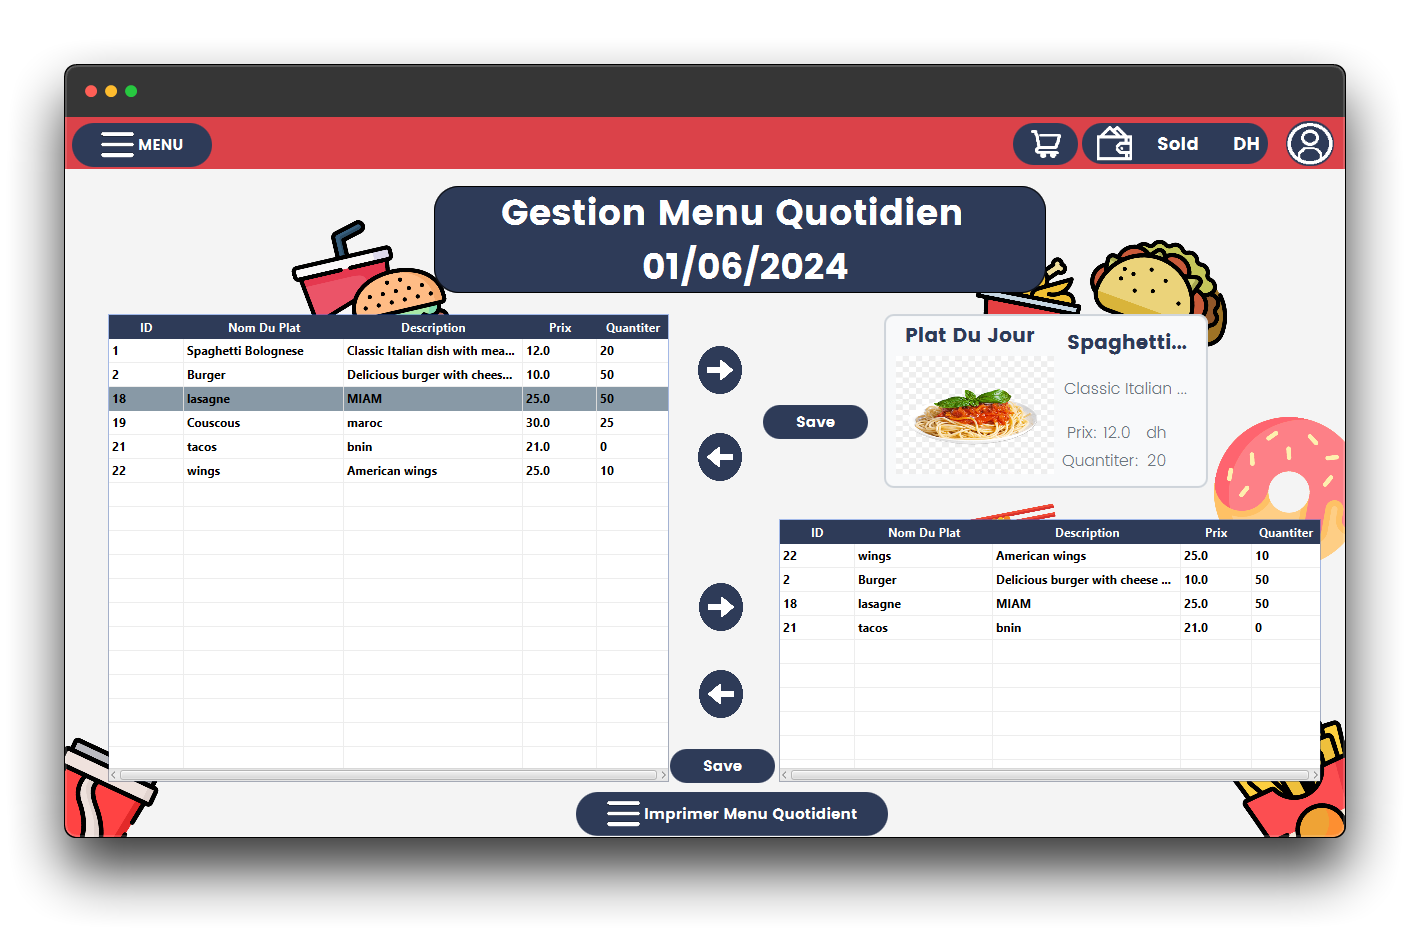 MENU
Sold DH
Gestion Menu Quotidien
01/06/2024
ID Nom Du Plat Description Prix Quantiter
1 Spaghetti Bolognese Classic Italian dish with mea... 12.0 20
2 Burger Delicious burger with chees... 10.0 50
18 lasagne MIAM 25.0 50
19 Couscous maroc 30.0 25
21 tacos bnin 21.0 0
22 wings American wings 25.0 10
Save
Plat Du Jour
Spaghetti...
Classic Italian ...
Prix: 12.0 dh
Quantiter: 20
ID Nom Du Plat Description Prix Quantiter
22 wings American wings 25.0 10
2 Burger Delicious burger with cheese ... 10.0 50
18 lasagne MIAM 25.0 50
21 tacos bnin 21.0 0
Save
Imprimer Menu Quotidient